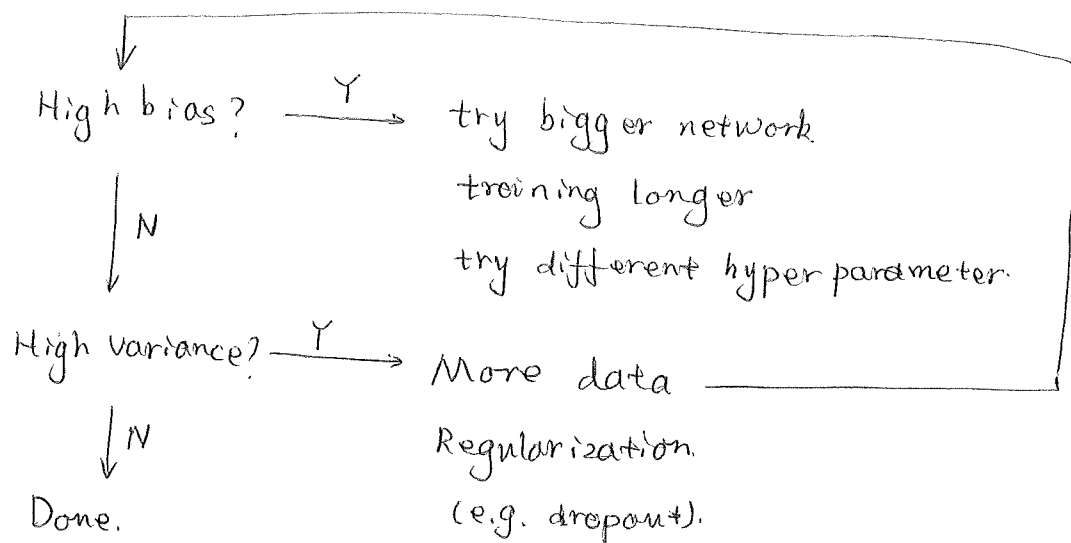 High bias? Y try bigger network
training longer
N
try different hyperparameter.
High variance? Y More data
N Regularization.
Done. (e.g. dropout).